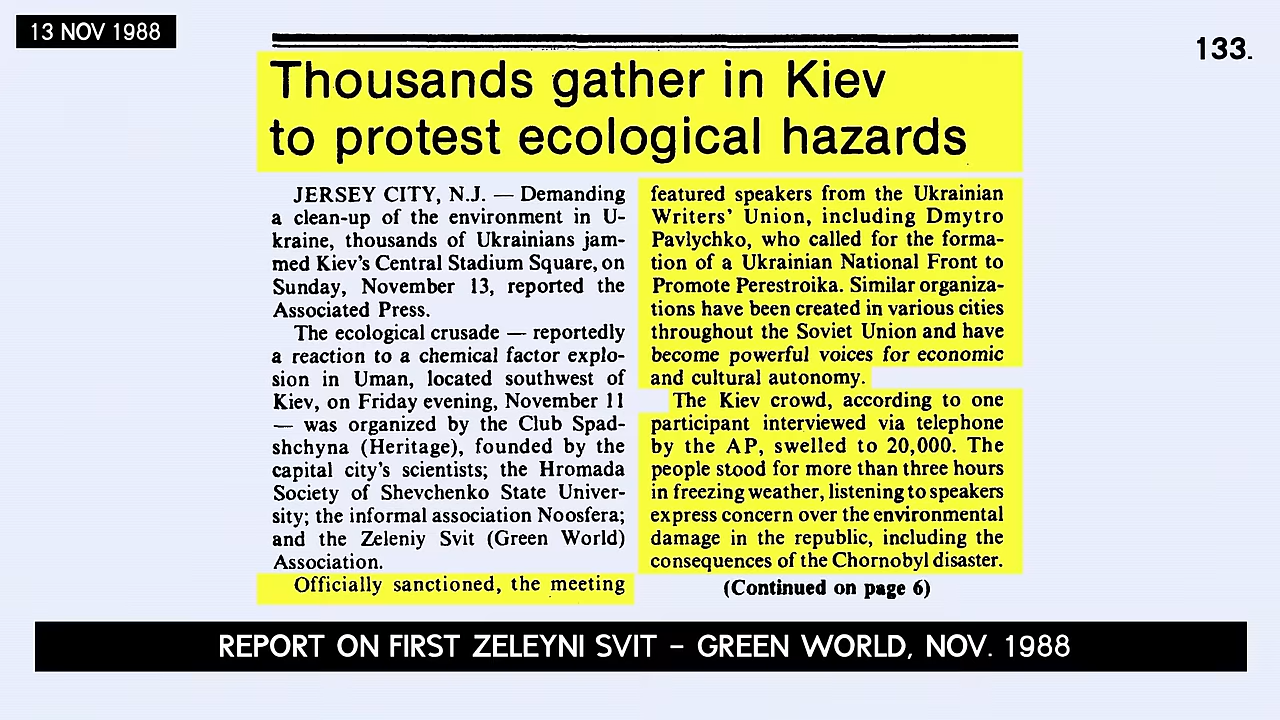 13 NOV 1988
133.
Thousands gather in Kiev
to protest ecological hazards
JERSEY CITY, N.J. — Demanding
a clean-up of the environment in U-
kraine, thousands of Ukrainians jam-
med Kiev's Central Stadium Square, on
Sunday, November 13, reported the
Associated Press.
The ecological crusade — reportedly
a reaction to a chemical factor explo-
sion in Uman, located southwest of
Kiev, on Friday evening, November 11
— was organized by the Club Spad-
shchyna (Heritage), founded by the
capital city's scientists; the Hromada
Society of Shevchenko State Univer-
sity; the informal association Noosfera;
and the Zeleniy Svit (Green World)
Association.
Officially sanctioned, the meeting
featured speakers from the Ukrainian
Writers' Union, including Dmytro
Pavlychko, who called for the forma-
tion of a Ukrainian National Front to
Promote Perestroika. Similar organiza-
tions have been created in various cities
throughout the Soviet Union and have
become powerful voices for economic
and cultural autonomy.
The Kiev crowd, according to one
participant interviewed via telephone
by the AP, swelled to 20,000. The
people stood for more than three hours
in freezing weather, listening to speakers
express concern over the environmental
damage in the republic, including the
consequences of the Chornobyl disaster.
(Continued on page 6)
REPORT ON FIRST ZELEYNI SVIT – GREEN WORLD, NOV. 1988